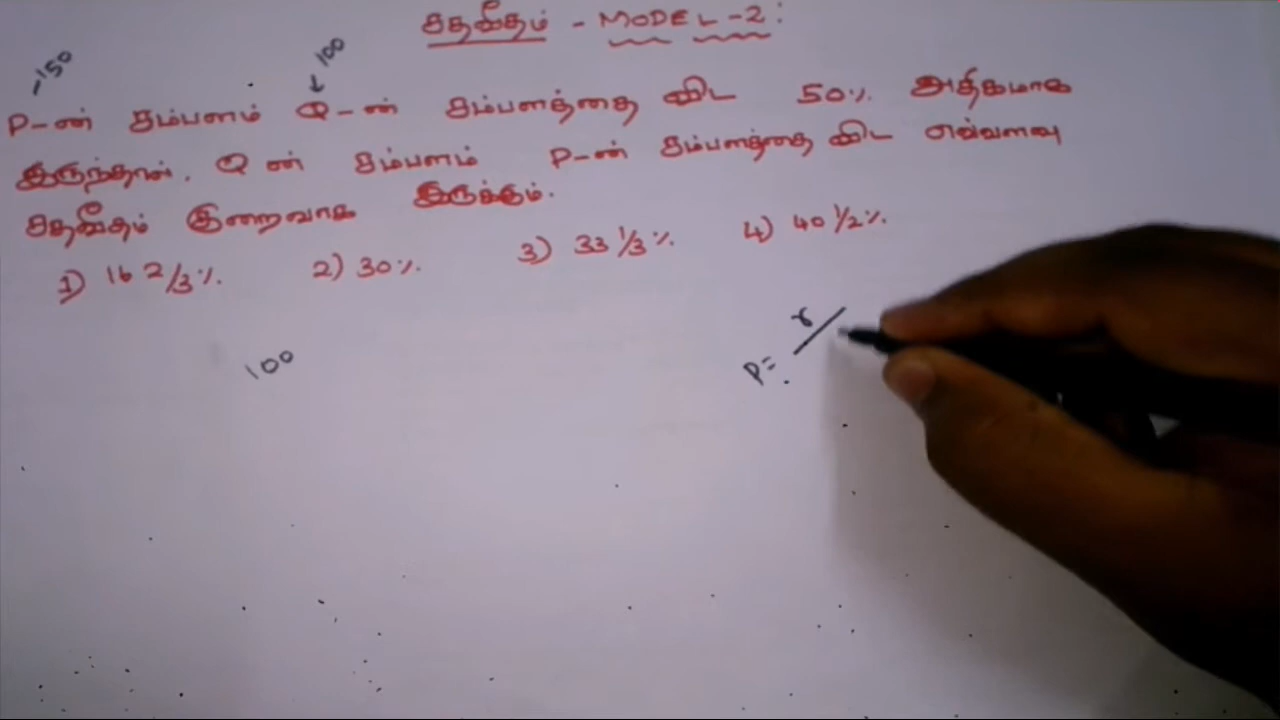 சதவீதம் - MODEL-2:
-150
100
P-ன் சம்பளம் Q-ன் சம்பளத்தை விட 50% அதிகமாக
இருந்தால். Q ன் சம்பளம் P-ன் சம்பளத்தை விட எவ்வளவு
சதவீதம் குறைவாக இருக்கும்.
1) 16 2/3% 2) 30% 3) 33 1/3% 4) 40 1/2%
100
P= r/